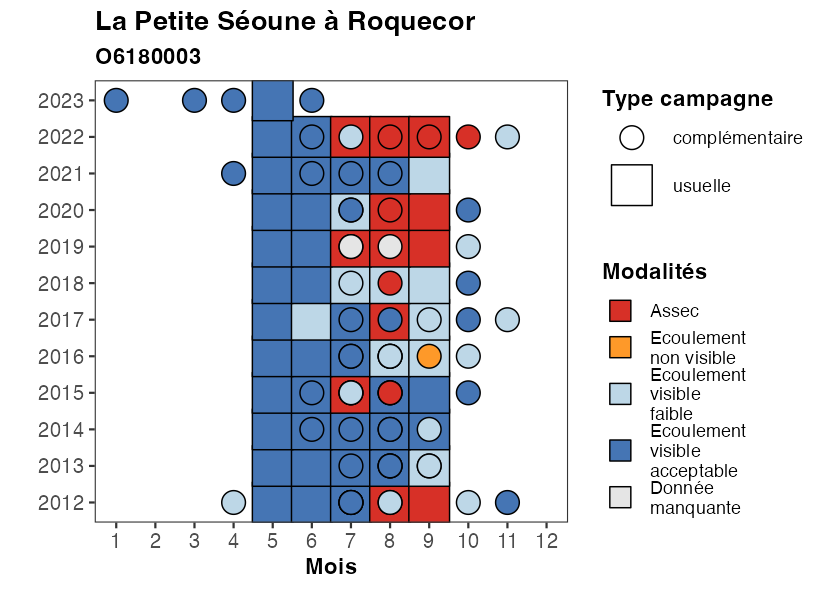 La Petite Séoune à Roquecor
O6180003
2023
2022
2021
2020
2019
2018
2017
2016
2015
2014
2013
2012
1 2 3 4 5 6 7 8 9 10 11 12
Mois
Type campagne
complémentaire
usuelle
Modalités
Assec
Ecoulement
non visible
Ecoulement
visible
faible
Ecoulement
visible
acceptable
Donnée
manquante